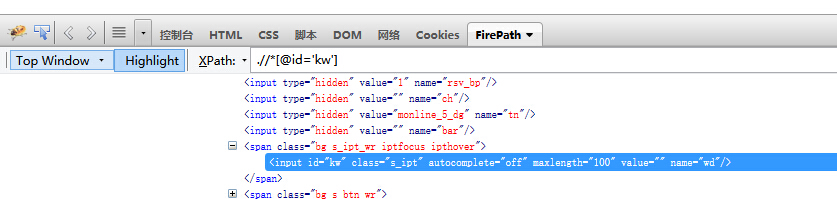 控制台 HTML CSS 脚本 DOM 网络 Cookies FirePath
Top Window Highlight XPath: .//*[@id='kw']
<input type="hidden" value="1" name="rsv_bp"/>
<input type="hidden" value="" name="ch"/>
<input type="hidden" value="monline_5_dg" name="tn"/>
<input type="hidden" value="" name="bar"/>
<span class="bg s_ipt_wr iptfocus ipthover">
<input id="kw" class="s_ipt" autocomplete="off" maxlength="100" value="" name="wd"/>
</span>
<span class="bg s btn wr">